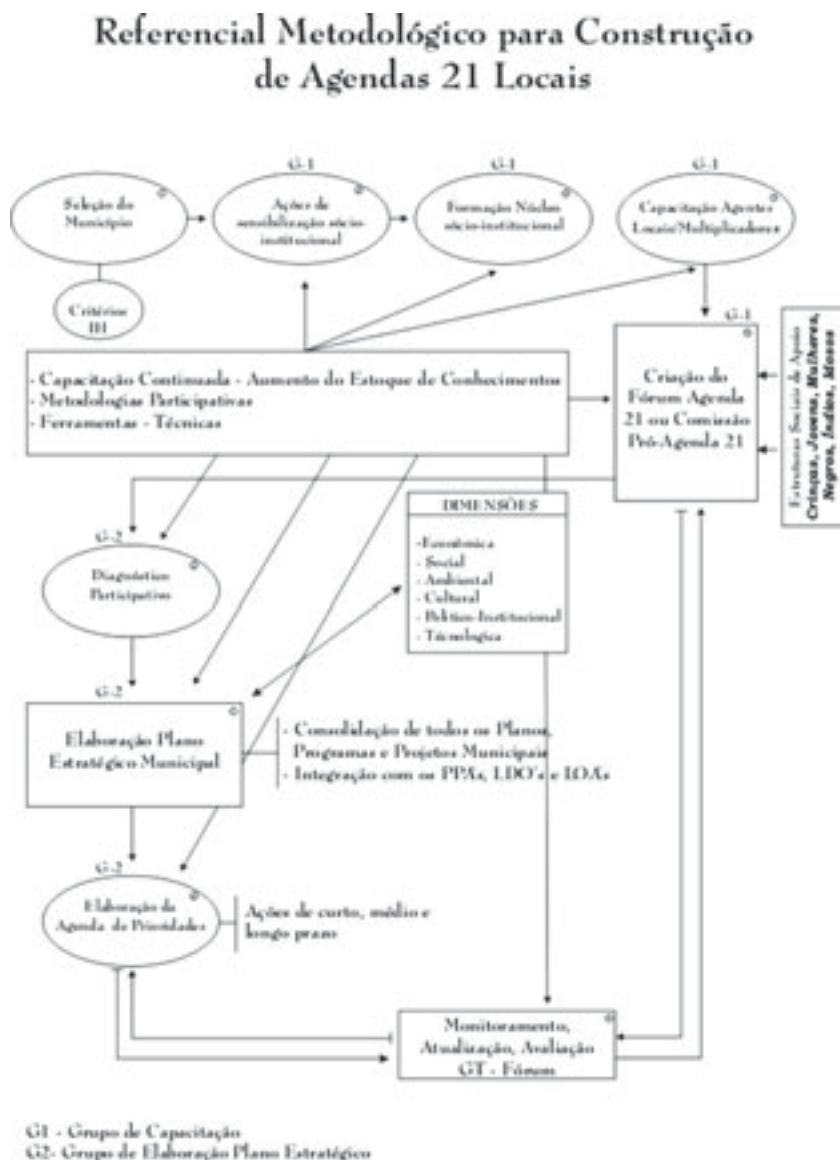 Referencial Metodológico para Construção
de Agendas 21 Locais
G-1
G-1
G-1
Seleção do
Município
Ações de
sensibilização sócio-
institucional
Formação Núcleo
sócio-institucional
Capacitação Agentes
Locais/Multiplicadores
Critérios
III
G-1
- Capacitação Continuada - Aumento do Estoque de Conhecimentos
- Metodologias Participativas
- Ferramentas - Técnicas
Criação do
Fórum Agenda
21 ou Comissão
Pró-Agenda 21
Estruturas Sociais de Apoio
Crinças, Jovens, Mulheres,
Negros, Índios,
DIMENSÕES
-Econômica
- Social
- Ambiental
- Cultural
- Político-Institucional
- Técnologica
G-2
Diagnóstico
Participativo
G-2
Elaboração Plano
Estratégico Municipal
- Consolidação de todos os Planos,
Programas e Projetos Municipais
- Integração com os PPA's, LDO's e LOA's
G-2
Elaboração da
Agenda de Prioridades
Ações de curto, médio e
longo prazo
Monitoramento,
Atualização, Avaliação
GT - Fórum
G1 - Grupo de Capacitação
G2- Grupo de Elaboração Plano Estratégico